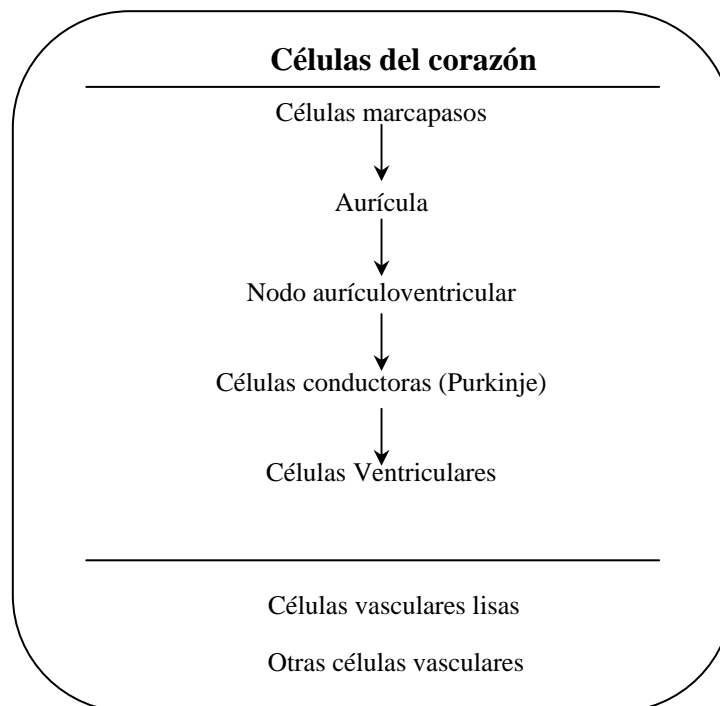 Células del corazón
Células marcapasos
Aurícula
Nodo aurículoventricular
Células conductoras (Purkinje)
Células Ventriculares
Células vasculares lisas
Otras células vasculares